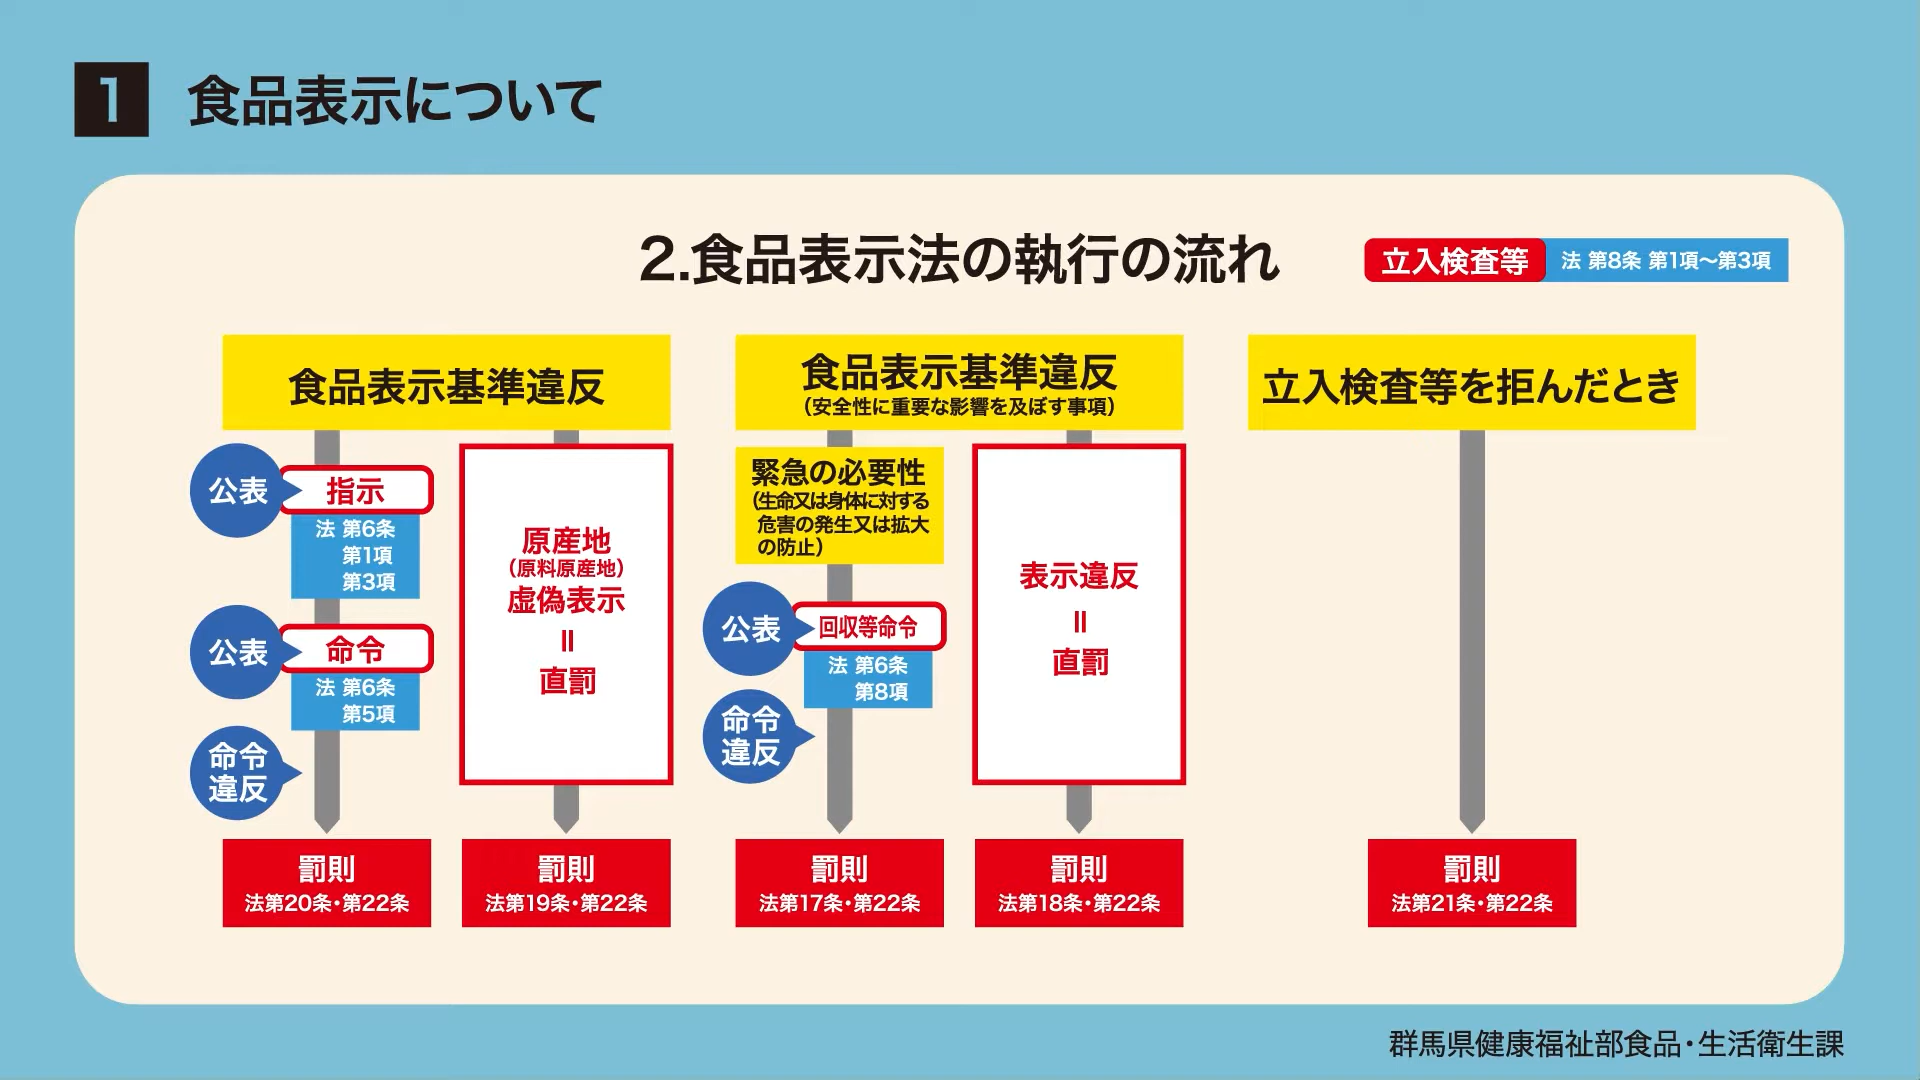 1 食品表示について
2.食品表示法の執行の流れ
立入検査等 法 第8条 第1項〜第3項
食品表示基準違反
公表
指示
法 第6条
第1項
第3項
公表
命令
法 第6条
第5項
命令
違反
罰則
法第20条・第22条
原産地
（原料原産地）
虚偽表示
＝
直罰
罰則
法第19条・第22条
食品表示基準違反
（安全性に重要な影響を及ぼす事項）
緊急の必要性
（生命又は身体に対する
危害の発生又は拡大
の防止）
公表
回収等命令
法 第6条
第8項
命令
違反
罰則
法第17条・第22条
表示違反
＝
直罰
罰則
法第18条・第22条
立入検査等を拒んだとき
罰則
法第21条・第22条
群馬県健康福祉部食品・生活衛生課